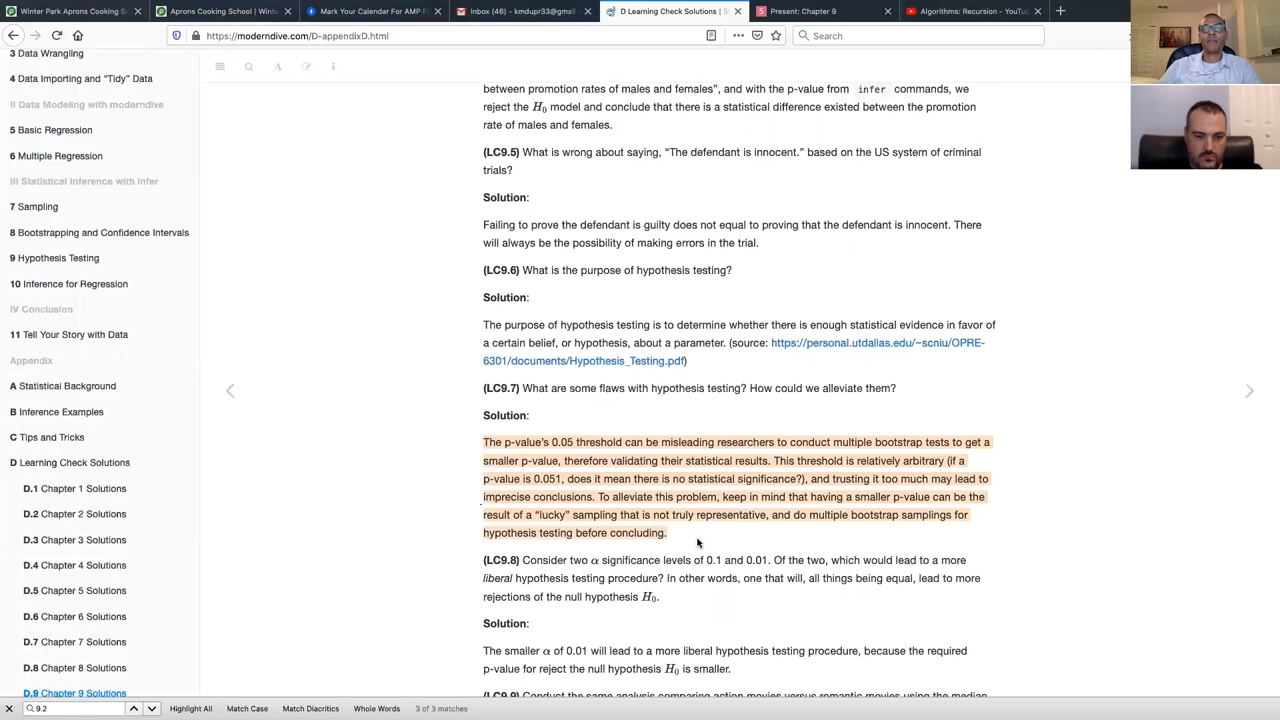 Winter Park Aprons Cooking S
Aprons Cooking School | Winte
Mark Your Calendar For AMP F
Inbox (46) - kmdupr33@gmail
D Learning Check Solutions | S
Present: Chapter 9
Algorithms: Recursion - YouTu
https://moderndive.com/D-appendixD.html
Search
3 Data Wrangling
4 Data Importing and “Tidy” Data
II Data Modeling with moderndive
5 Basic Regression
6 Multiple Regression
III Statistical Inference with infer
7 Sampling
8 Bootstrapping and Confidence Intervals
9 Hypothesis Testing
10 Inference for Regression
IV Conclusion
11 Tell Your Story with Data
Appendix
A Statistical Background
B Inference Examples
C Tips and Tricks
D Learning Check Solutions
D.1 Chapter 1 Solutions
D.2 Chapter 2 Solutions
D.3 Chapter 3 Solutions
D.4 Chapter 4 Solutions
D.5 Chapter 5 Solutions
D.6 Chapter 6 Solutions
D.7 Chapter 7 Solutions
D.8 Chapter 8 Solutions
D.9 Chapter 9 Solutions
between promotion rates of males and females”, and with the p-value from infer commands, we
reject the H0 model and conclude that there is a statistical difference existed between the promotion
rate of males and females.
(LC9.5) What is wrong about saying, “The defendant is innocent.” based on the US system of criminal
trials?
Solution:
Failing to prove the defendant is guilty does not equal to proving that the defendant is innocent. There
will always be the possibility of making errors in the trial.
(LC9.6) What is the purpose of hypothesis testing?
Solution:
The purpose of hypothesis testing is to determine whether there is enough statistical evidence in favor of
a certain belief, or hypothesis, about a parameter. (source: https://personal.utdallas.edu/~scniu/OPRE-
6301/documents/Hypothesis_Testing.pdf)
(LC9.7) What are some flaws with hypothesis testing? How could we alleviate them?
Solution:
The p-value’s 0.05 threshold can be misleading researchers to conduct multiple bootstrap tests to get a
smaller p-value, therefore validating their statistical results. This threshold is relatively arbitrary (if a
p-value is 0.051, does it mean there is no statistical significance?), and trusting it too much may lead to
imprecise conclusions. To alleviate this problem, keep in mind that having a smaller p-value can be the
result of a “lucky” sampling that is not truly representative, and do multiple bootstrap samplings for
hypothesis testing before concluding.
(LC9.8) Consider two α significance levels of 0.1 and 0.01. Of the two, which would lead to a more
liberal hypothesis testing procedure? In other words, one that will, all things being equal, lead to more
rejections of the null hypothesis H0.
Solution:
The smaller α of 0.01 will lead to a more liberal hypothesis testing procedure, because the required
p-value for reject the null hypothesis H0 is smaller.
(LC9.9) Conduct the same analysis comparing action movies versus romantic movies using the median
9.2
Highlight All
Match Case
Match Diacritics
Whole Words
3 of 3 matches